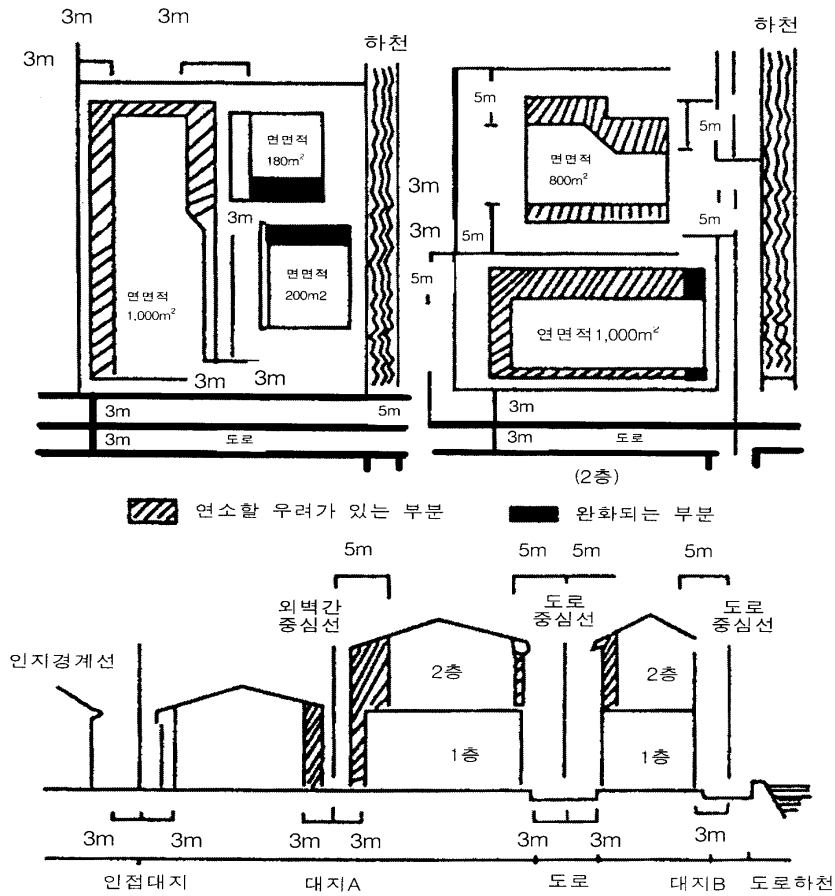 3m
3m
3m
하천
하천
5m
5m
면면적
180m²
면면적
800m²
3m
5m
3m
3m
5m
5m
면면적
200m2
면면적
1,000m²
연면적1,000m²
3m
3m
3m
5m
3m
3m
도로
3m
도로
(2층)
연소할 우려가 있는 부분
완화되는 부분
5m
5m
5m
5m
외벽간
중심선
도로
중심선
도로
중심선
인지경계선
2층
2층
1층
1층
3m
3m
3m
3m
3m
3m
3m
인접대지
대지A
도로
대지B
도로하천